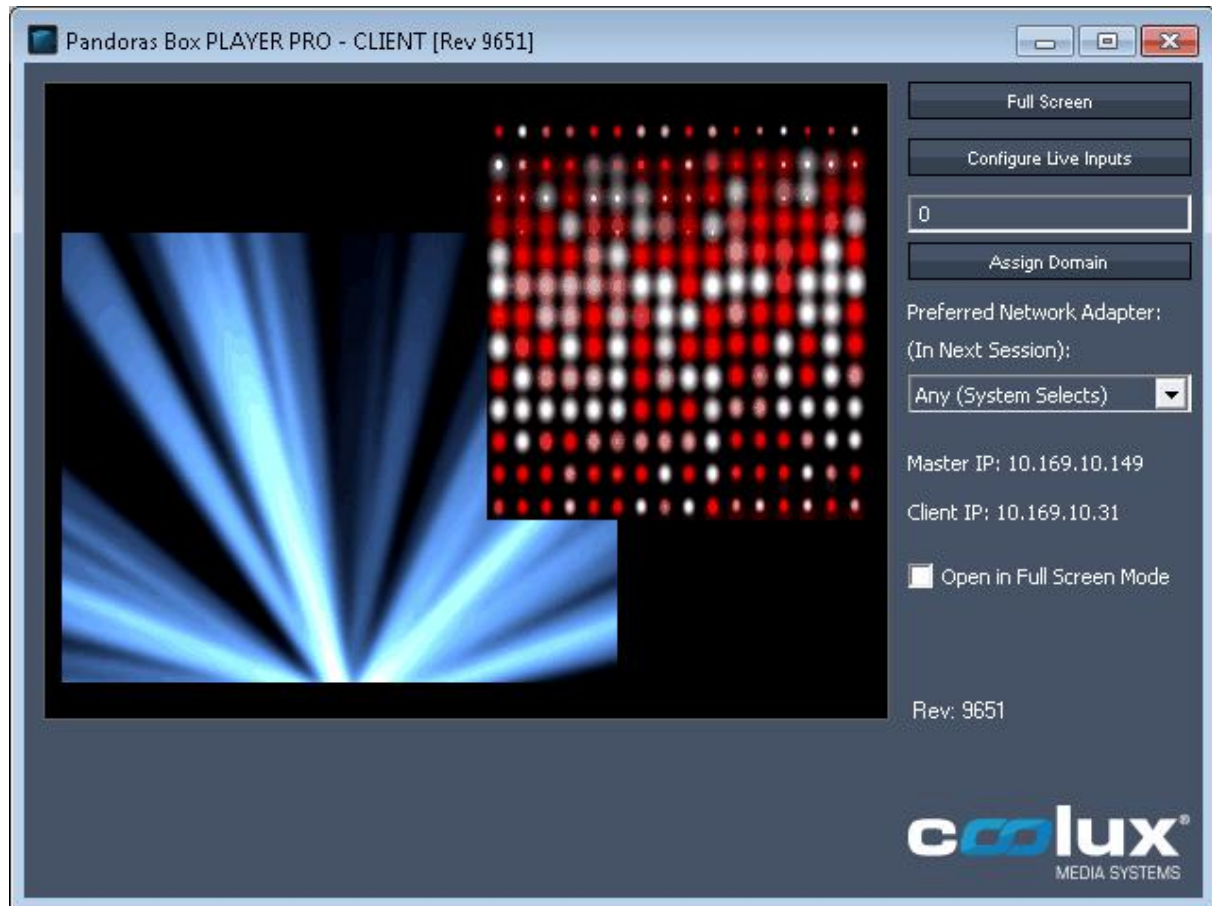 Pandoras Box PLAYER PRO - CLIENT [Rev 9651]
Full Screen
Configure Live Inputs
0
Assign Domain
Preferred Network Adapter:
(In Next Session):
Any (System Selects)
Master IP: 10.169.10.149
Client IP: 10.169.10.31
Open in Full Screen Mode
Rev: 9651
coolux®
MEDIA SYSTEMS